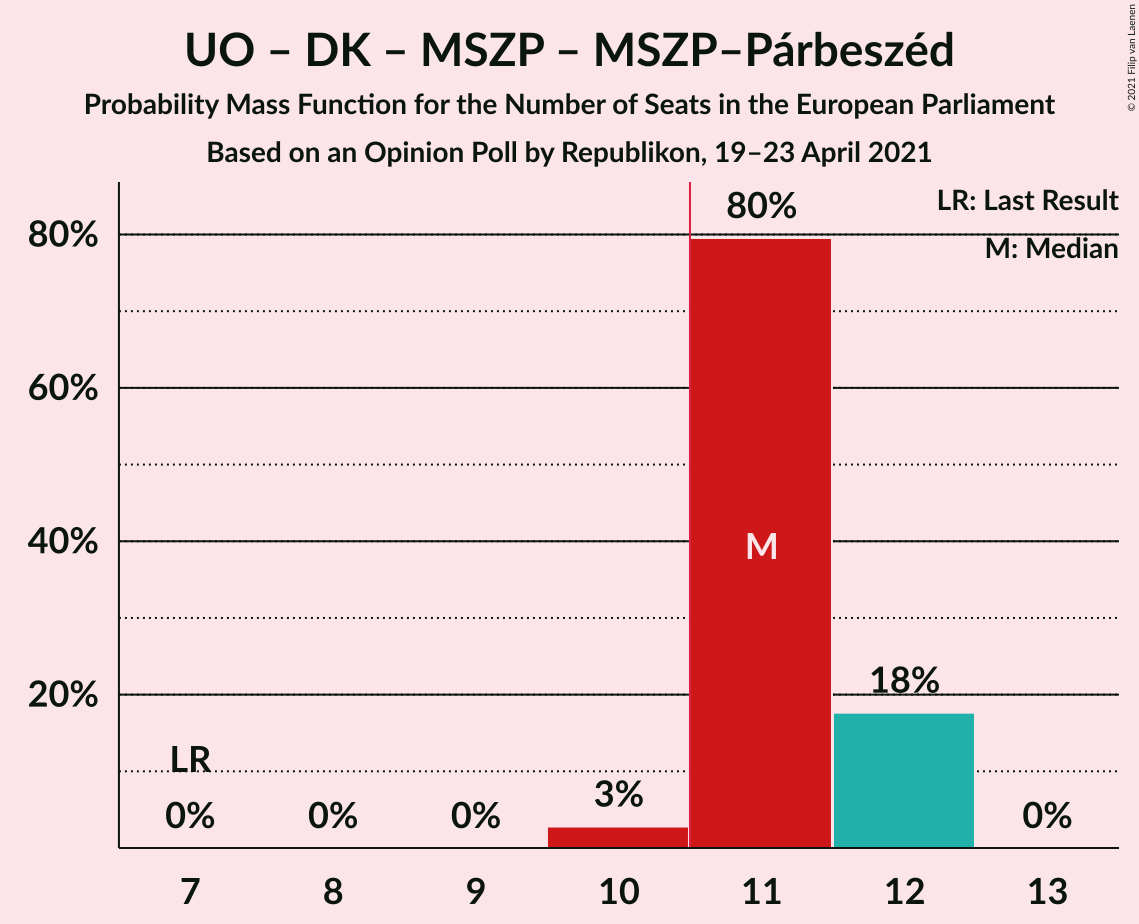 UO – DK – MSZP – MSZP–Párbeszéd
Probability Mass Function for the Number of Seats in the European Parliament
Based on an Opinion Poll by Republikon, 19–23 April 2021
© 2021 Filip van Laenen
LR: Last Result
M: Median
80%
60%
40%
20%
LR
0%
0%
0%
3%
80%
M
18%
0%
7
8
9
10
11
12
13